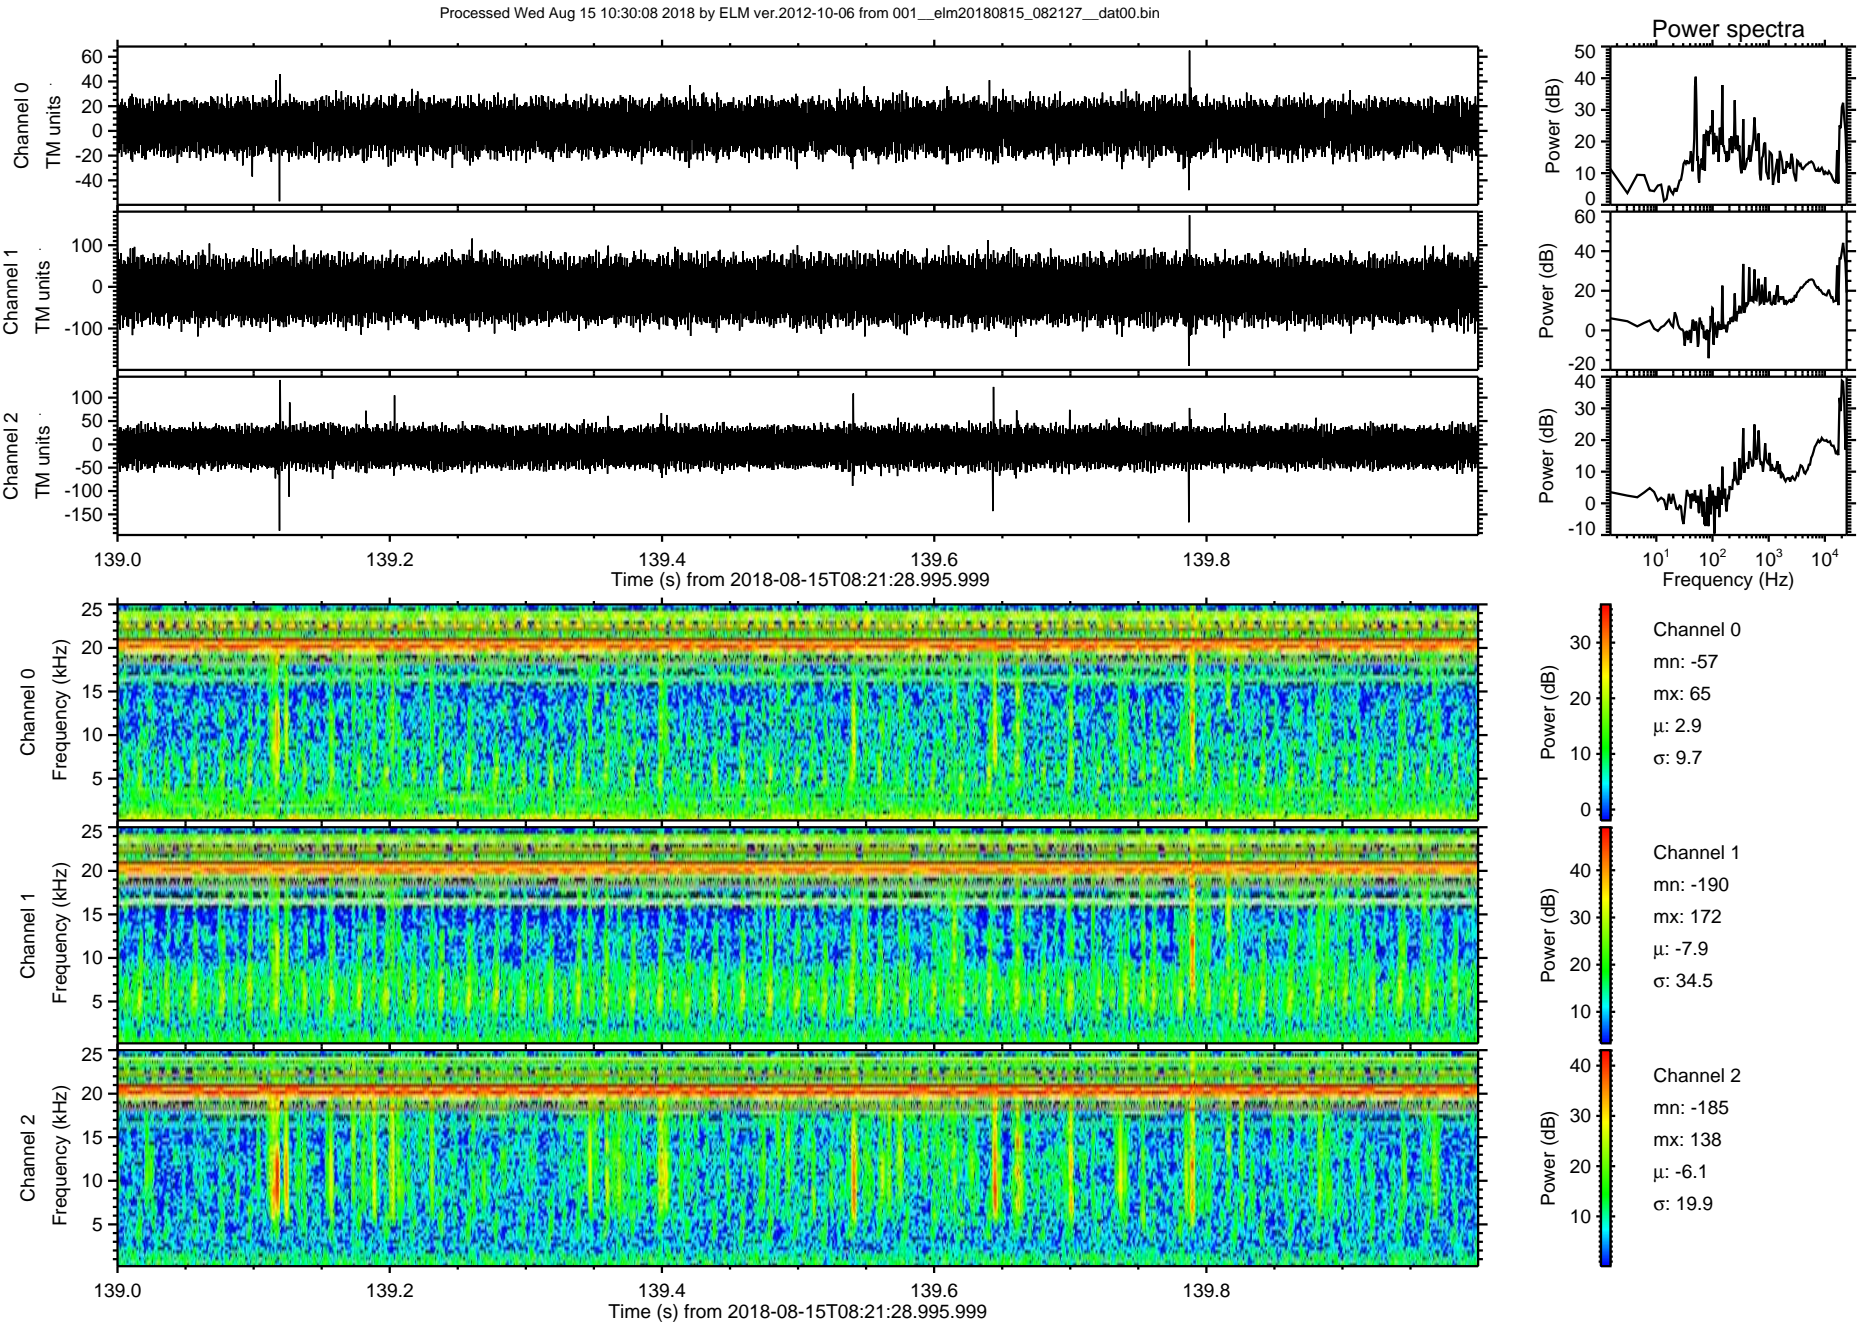 Processed Wed Aug 15 10:30:08 2018 by ELM ver.2012-10-06 from 001__elm20180815_082127__dat00.bin
Power spectra
Channel 0
TM units
60
40
20
0
-20
-40
Power (dB)
50
40
30
20
10
0
Channel 1
TM units
100
0
-100
Power (dB)
60
40
20
0
-20
Channel 2
TM units
100
50
0
-50
-100
-150
Power (dB)
40
30
20
10
0
-10
139.0 139.2 139.4 139.6 139.8
Time (s) from 2018-08-15T08:21:28.995.999
10^1 10^2 10^3 10^4
Frequency (Hz)
Channel 0
Frequency (kHz)
25
20
15
10
5
Power (dB)
30
20
10
0
Channel 0
mn: -57
mx: 65
μ: 2.9
σ: 9.7
Channel 1
Frequency (kHz)
25
20
15
10
5
Power (dB)
40
30
20
10
Channel 1
mn: -190
mx: 172
μ: -7.9
σ: 34.5
Channel 2
Frequency (kHz)
25
20
15
10
5
Power (dB)
40
30
20
10
Channel 2
mn: -185
mx: 138
μ: -6.1
σ: 19.9
139.0 139.2 139.4 139.6 139.8
Time (s) from 2018-08-15T08:21:28.995.999